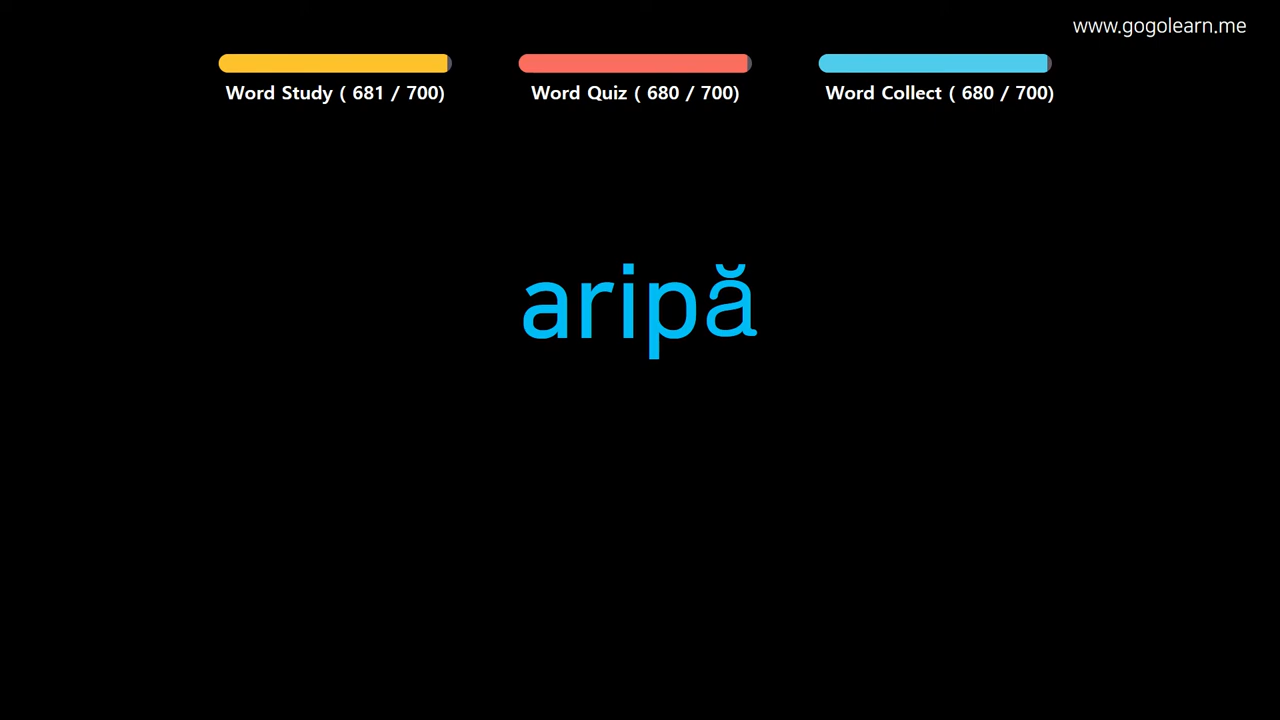 www.gogolearn.me
Word Study ( 681 / 700)
Word Quiz ( 680 / 700)
Word Collect ( 680 / 700)
aripă